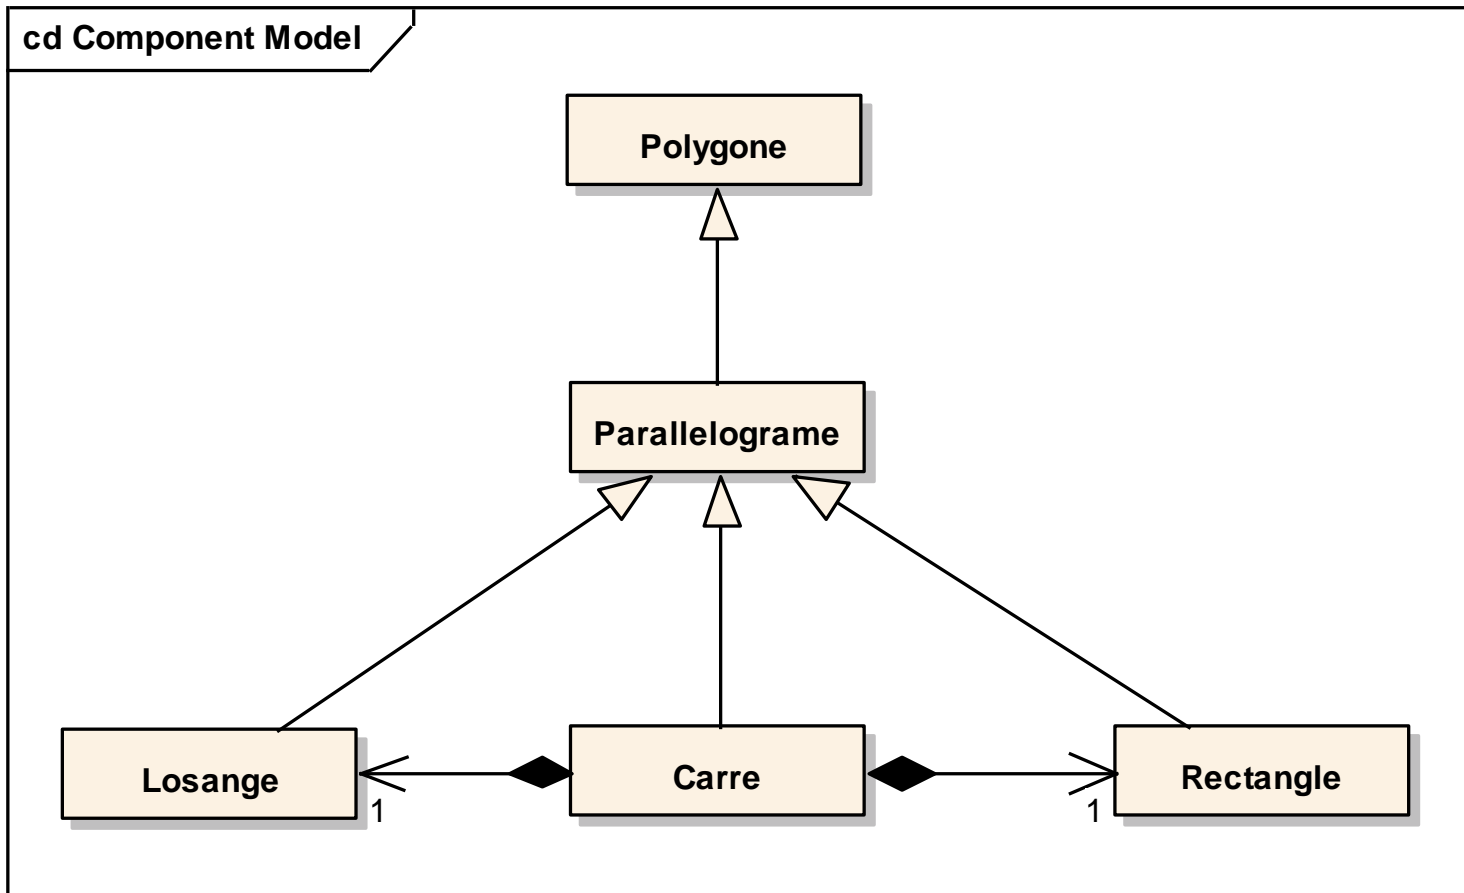 cd Component Model
Polygone
Parallelograme
Losange
Carre
Rectangle
1
1